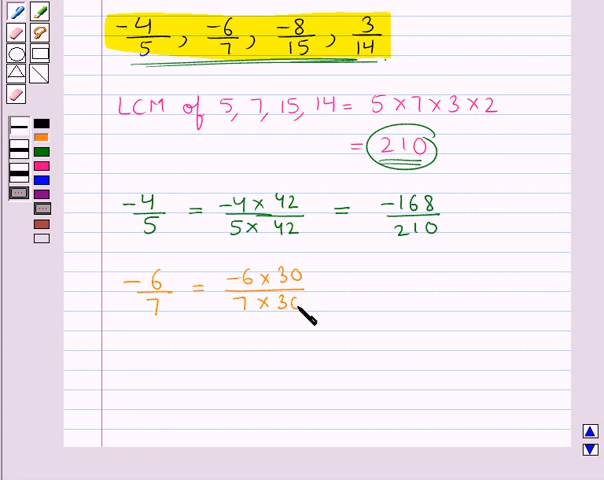 -4/5, -6/7, -8/15, 3/14
LCM of 5, 7, 15, 14 = 5 × 7 × 3 × 2
= 210
-4/5 = -4 × 42 / 5 × 42 = -168/210
-6/7 = -6 × 30 / 7 × 30